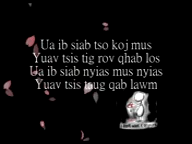 Ua ib siab tso koj mus
Yuav tsis tig rov qhab los
Ua ib siab nyias mus nyias
Yuav tsis taug qab lawm